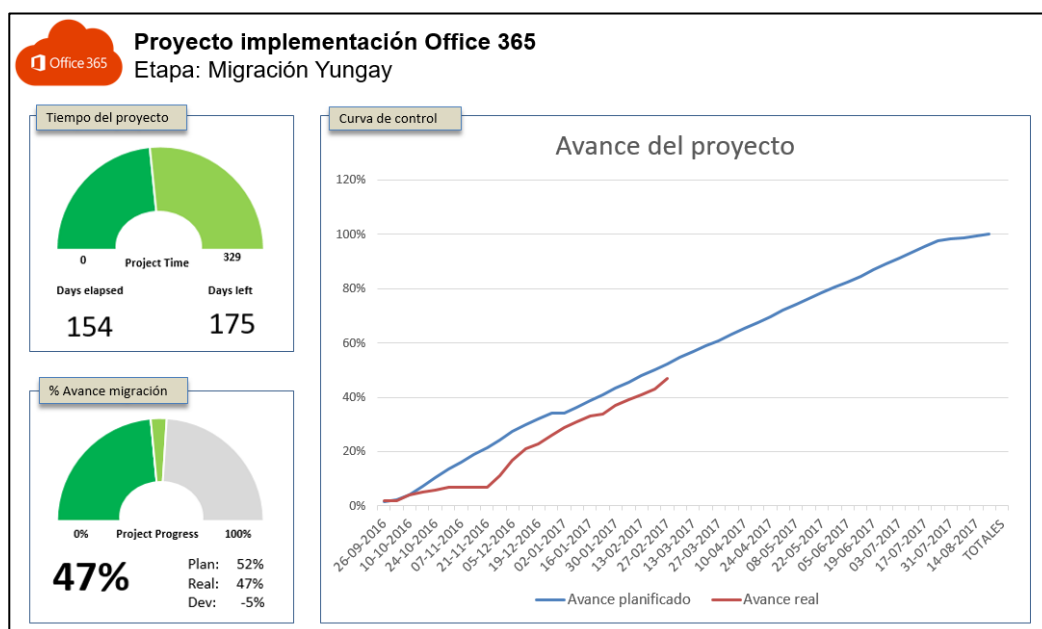 Office 365
Proyecto implementación Office 365
Etapa: Migración Yungay
Tiempo del proyecto
0
Project Time
329
Days elapsed
Days left
154
175
% Avance migración
0%
Project Progress
100%
47%
Plan: 52%
Real: 47%
Dev: -5%
Curva de control
Avance del proyecto
120%
100%
80%
60%
40%
20%
0%
26-09-2016
10-10-2016
24-10-2016
07-11-2016
21-11-2016
05-12-2016
19-12-2016
02-01-2017
16-01-2017
30-01-2017
13-02-2017
27-02-2017
13-03-2017
27-03-2017
10-04-2017
24-04-2017
08-05-2017
22-05-2017
05-06-2017
19-06-2017
03-07-2017
17-07-2017
31-07-2017
14-08-2017
TOTALES
Avance planificado
Avance real